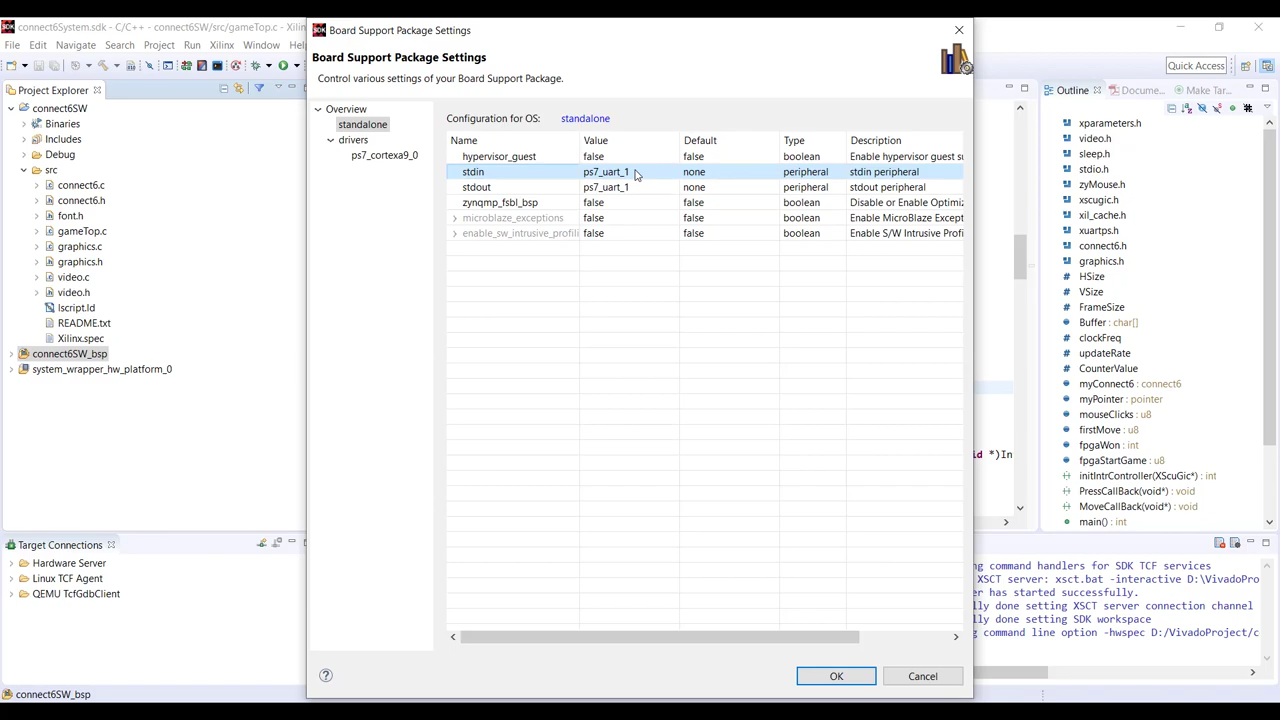 SDK connect6System.sdk - C/C++ - connect6SW/src/gameTop.c - Xilinx
File Edit Navigate Search Project Run Xilinx Window
Quick Access
Project Explorer
connect6SW
Binaries
Includes
Debug
src
connect6.c
connect6.h
font.h
gameTop.c
graphics.c
graphics.h
video.c
video.h
lscript.ld
README.txt
Xilinx.spec
connect6SW_bsp
system_wrapper_hw_platform_0
Target Connections
Hardware Server
Linux TCF Agent
QEMU TcfGdbClient
connect6SW_bsp
SDK Board Support Package Settings
Board Support Package Settings
Control various settings of your Board Support Package.
Overview
standalone
drivers
ps7_cortexa9_0
Configuration for OS: standalone
Name Value Default Type Description
hypervisor_guest false false boolean Enable hypervisor guest su
stdin ps7_uart_1 none peripheral stdin peripheral
stdout ps7_uart_1 none peripheral stdout peripheral
zynqmp_fsbl_bsp false false boolean Disable or Enable Optimiz
microblaze_exceptions false false boolean Enable MicroBlaze Except
enable_sw_intrusive_profili false false boolean Enable S/W Intrusive Profi
OK Cancel
id *)In
Outline Docume... Make Tar...
xparameters.h
video.h
sleep.h
stdio.h
zyMouse.h
xscugic.h
xil_cache.h
xuartps.h
connect6.h
graphics.h
HSize
VSize
FrameSize
Buffer : char[]
clockFreq
updateRate
CounterValue
myConnect6 : connect6
myPointer : pointer
mouseClicks : u8
firstMove : u8
fpgaWon : int
fpgaStartGame : u8
initIntrController(XScuGic*) : int
PressCallBack(void*) : void
MoveCallBack(void*) : void
main() : int
ng command handlers for SDK TCF services
XSCT server: xsct.bat -interactive D:\VivadoPro
er has started successfully.
lly done setting XSCT server connection channel
lly done setting SDK workspace
ng command line option -hwspec D:/VivadoProject/c